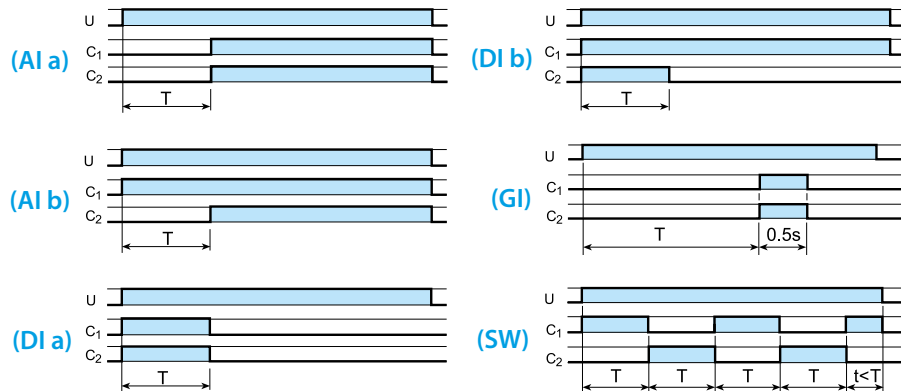 (AI a)
U
C1
C2
T
(AI b)
U
C1
C2
T
(DI a)
U
C1
C2
T
(DI b)
U
C1
C2
T
(GI)
U
C1
C2
T 0.5s
(SW)
U
C1
C2
T T T T t<T